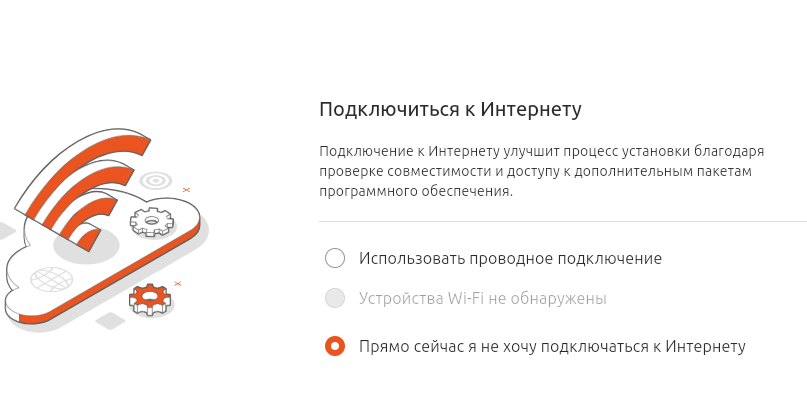 Подключиться к Интернету
Подключение к Интернету улучшит процесс установки благодаря
проверке совместимости и доступу к дополнительным пакетам
программного обеспечения.
Использовать проводное подключение
Устройства Wi-Fi не обнаружены
Прямо сейчас я не хочу подключаться к Интернету